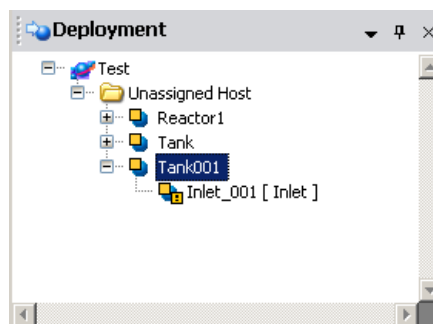 Deployment
Test
Unassigned Host
Reactor1
Tank
Tank001
Inlet_001 [ Inlet ]